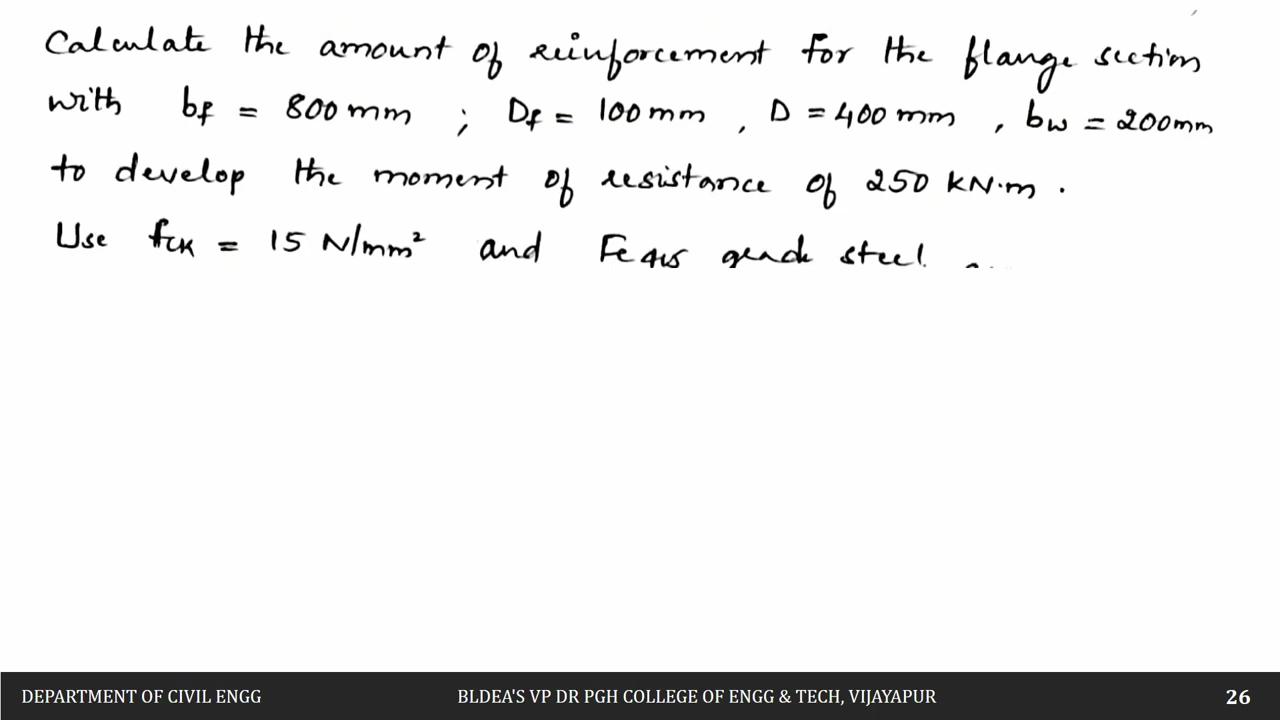 Calculate the amount of reinforcement for the flange section
with bf = 800 mm ; Df = 100 mm , D = 400 mm , bw = 200mm
to develop the moment of resistance of 250 kN.m .
Use fck = 15 N/mm² and Fe415 grade steel.
DEPARTMENT OF CIVIL ENGG BLDEA'S VP DR PGH COLLEGE OF ENGG & TECH, VIJAYAPUR 26